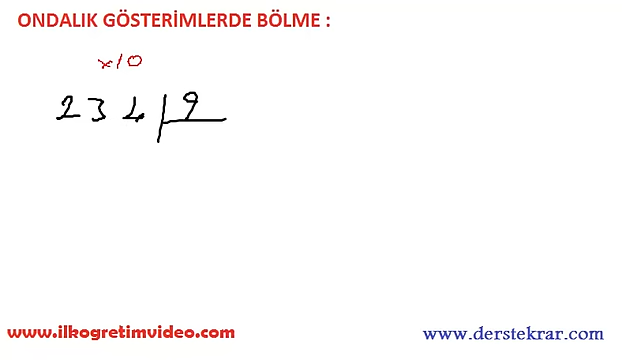 ONDALIK GÖSTERİMLERDE BÖLME :
x10
234 9
www.ilkogretimvideo.com
www.derstekrar.com